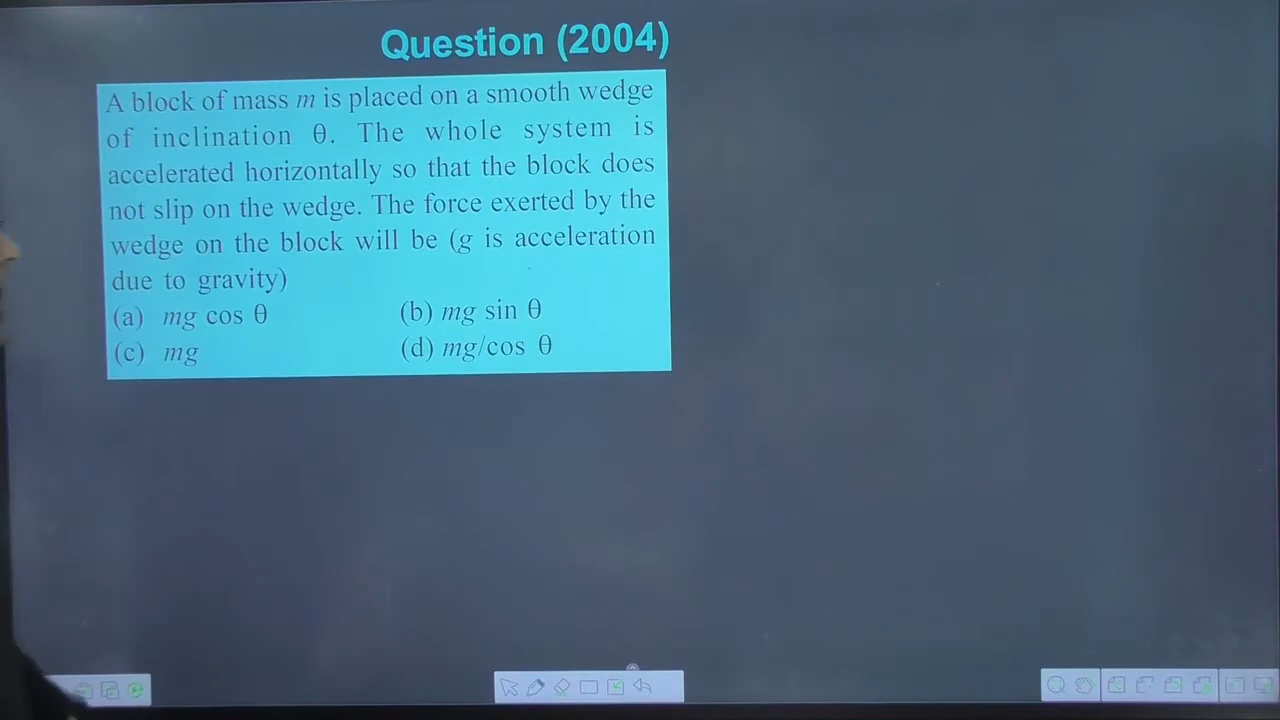 Question (2004)
A block of mass m is placed on a smooth wedge
of inclination θ. The whole system is
accelerated horizontally so that the block does
not slip on the wedge. The force exerted by the
wedge on the block will be (g is acceleration
due to gravity)
(a) mg cos θ (b) mg sin θ
(c) mg (d) mg/cos θ